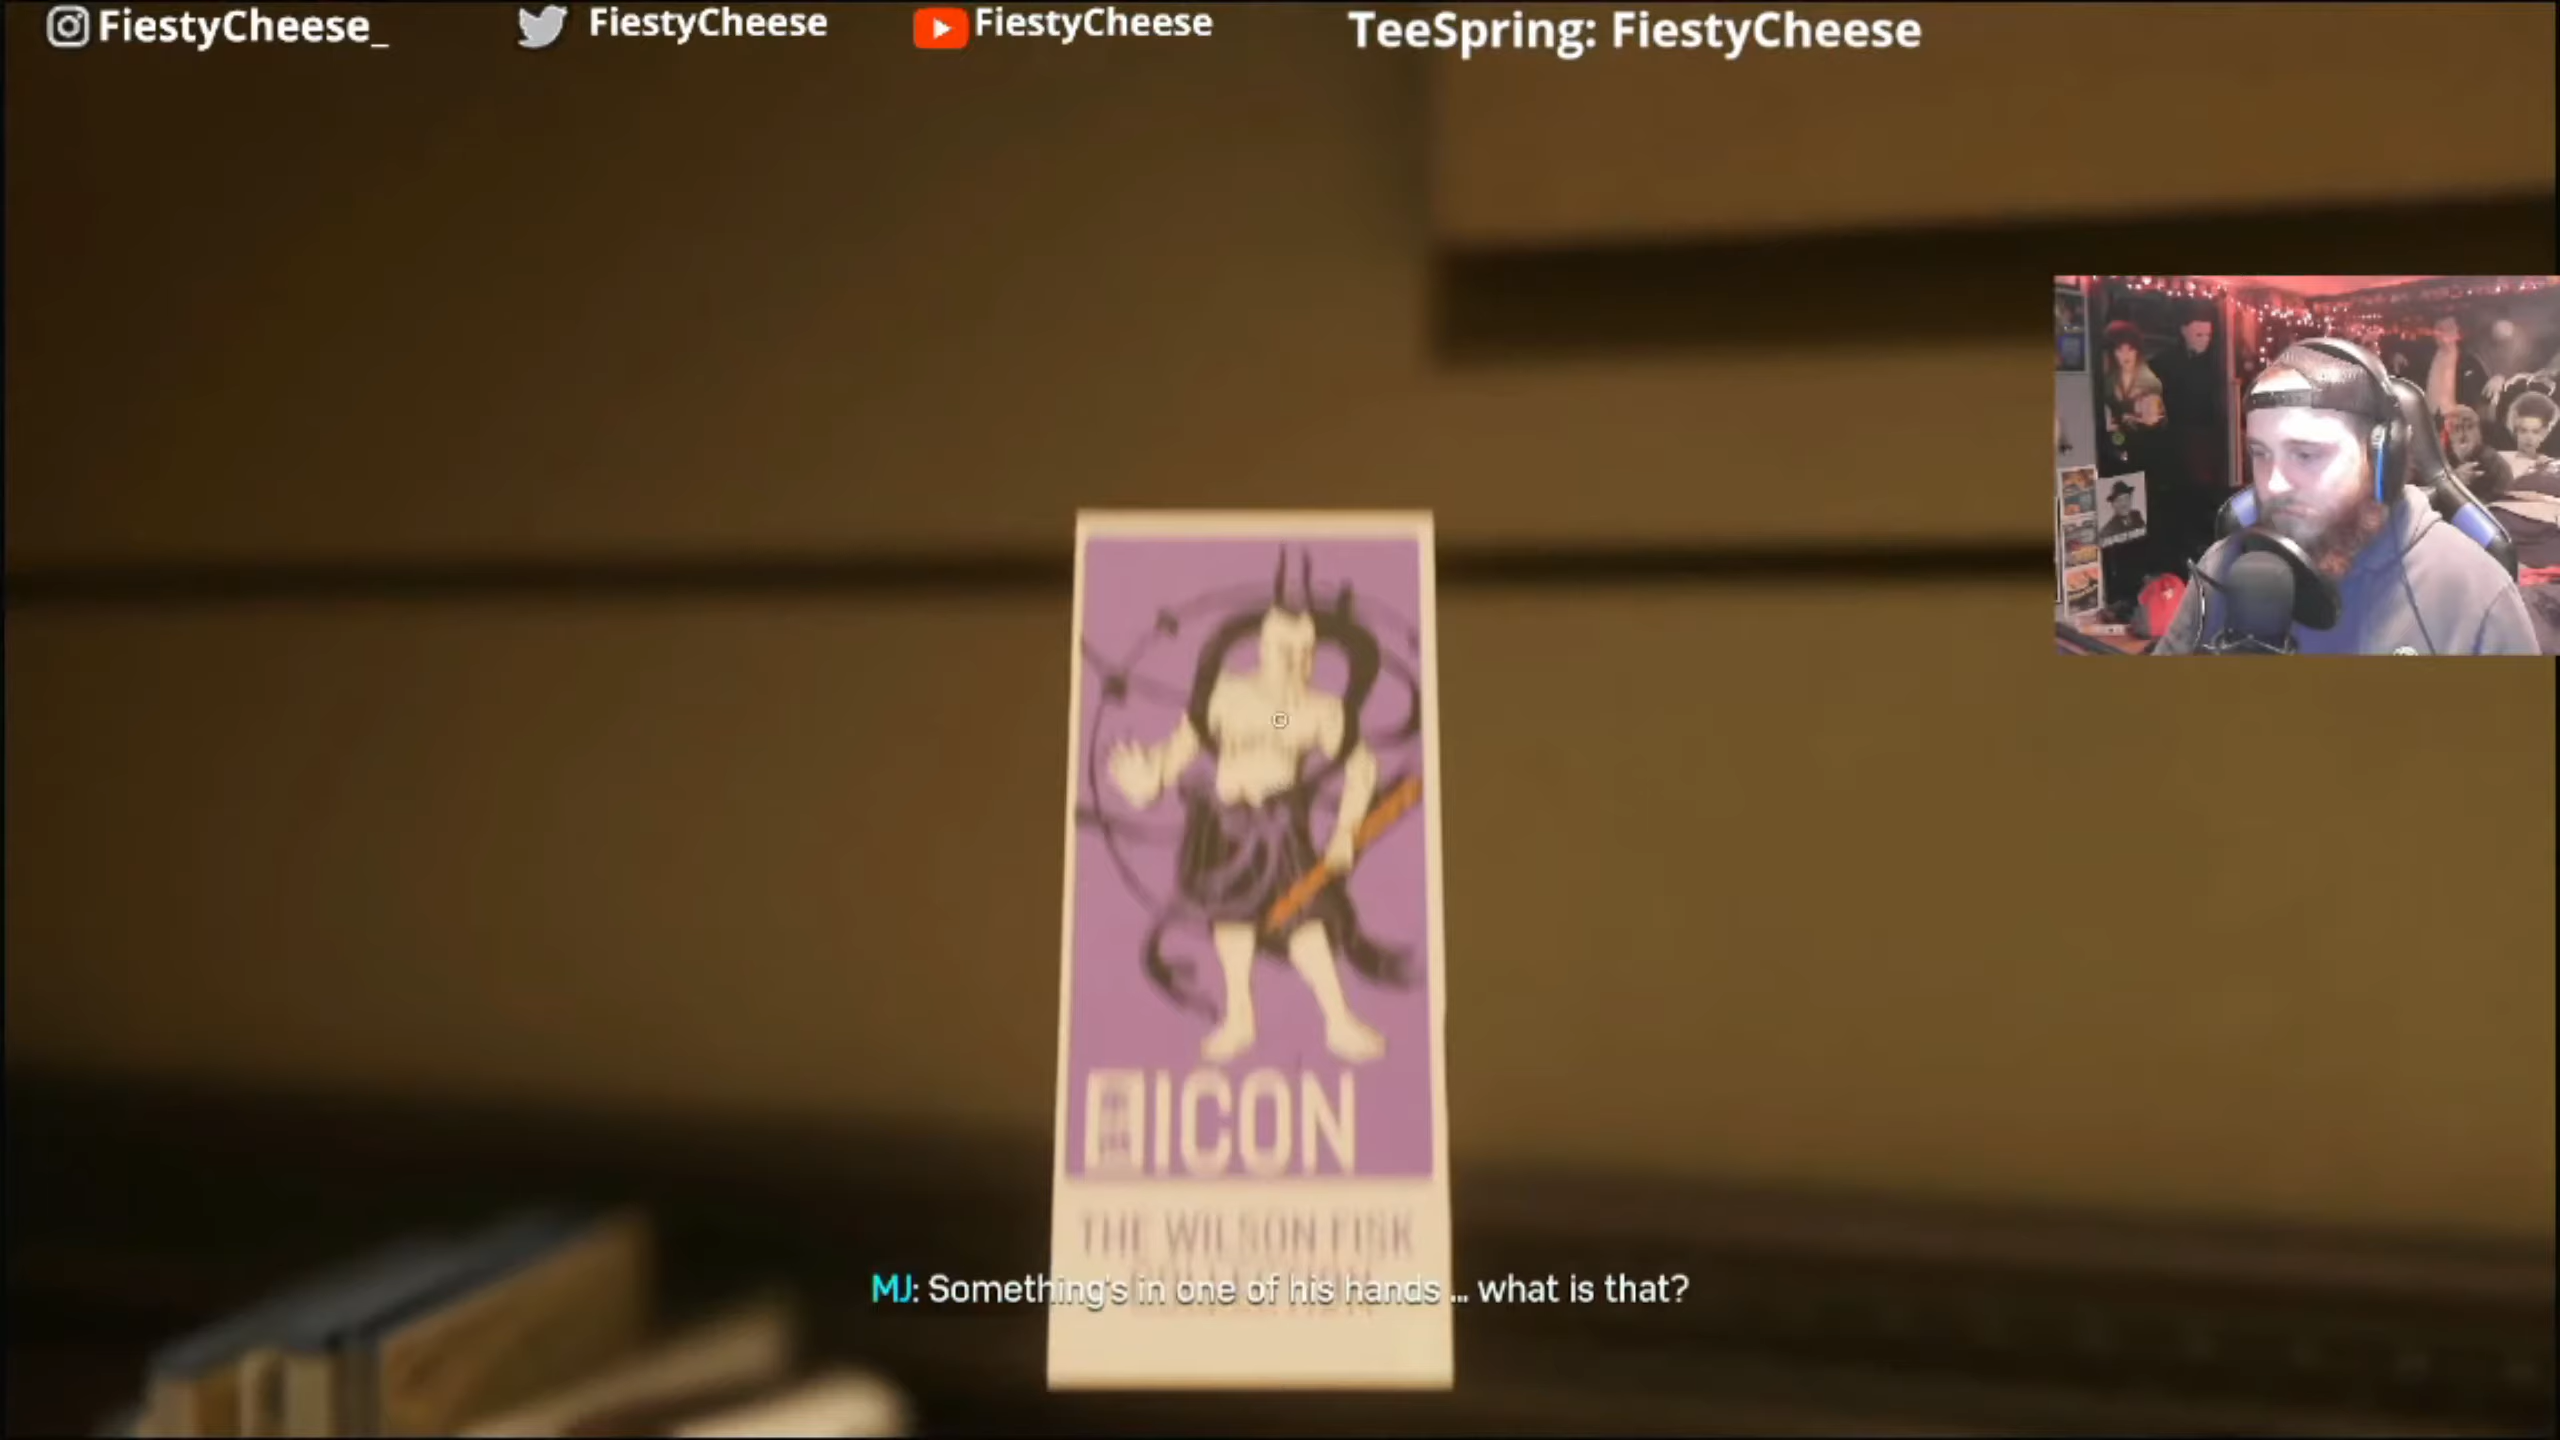 FiestyCheese_
FiestyCheese
FiestyCheese
TeeSpring: FiestyCheese
ICON
THE WILSON FISK
MJ: Something's in one of his hands ... what is that?